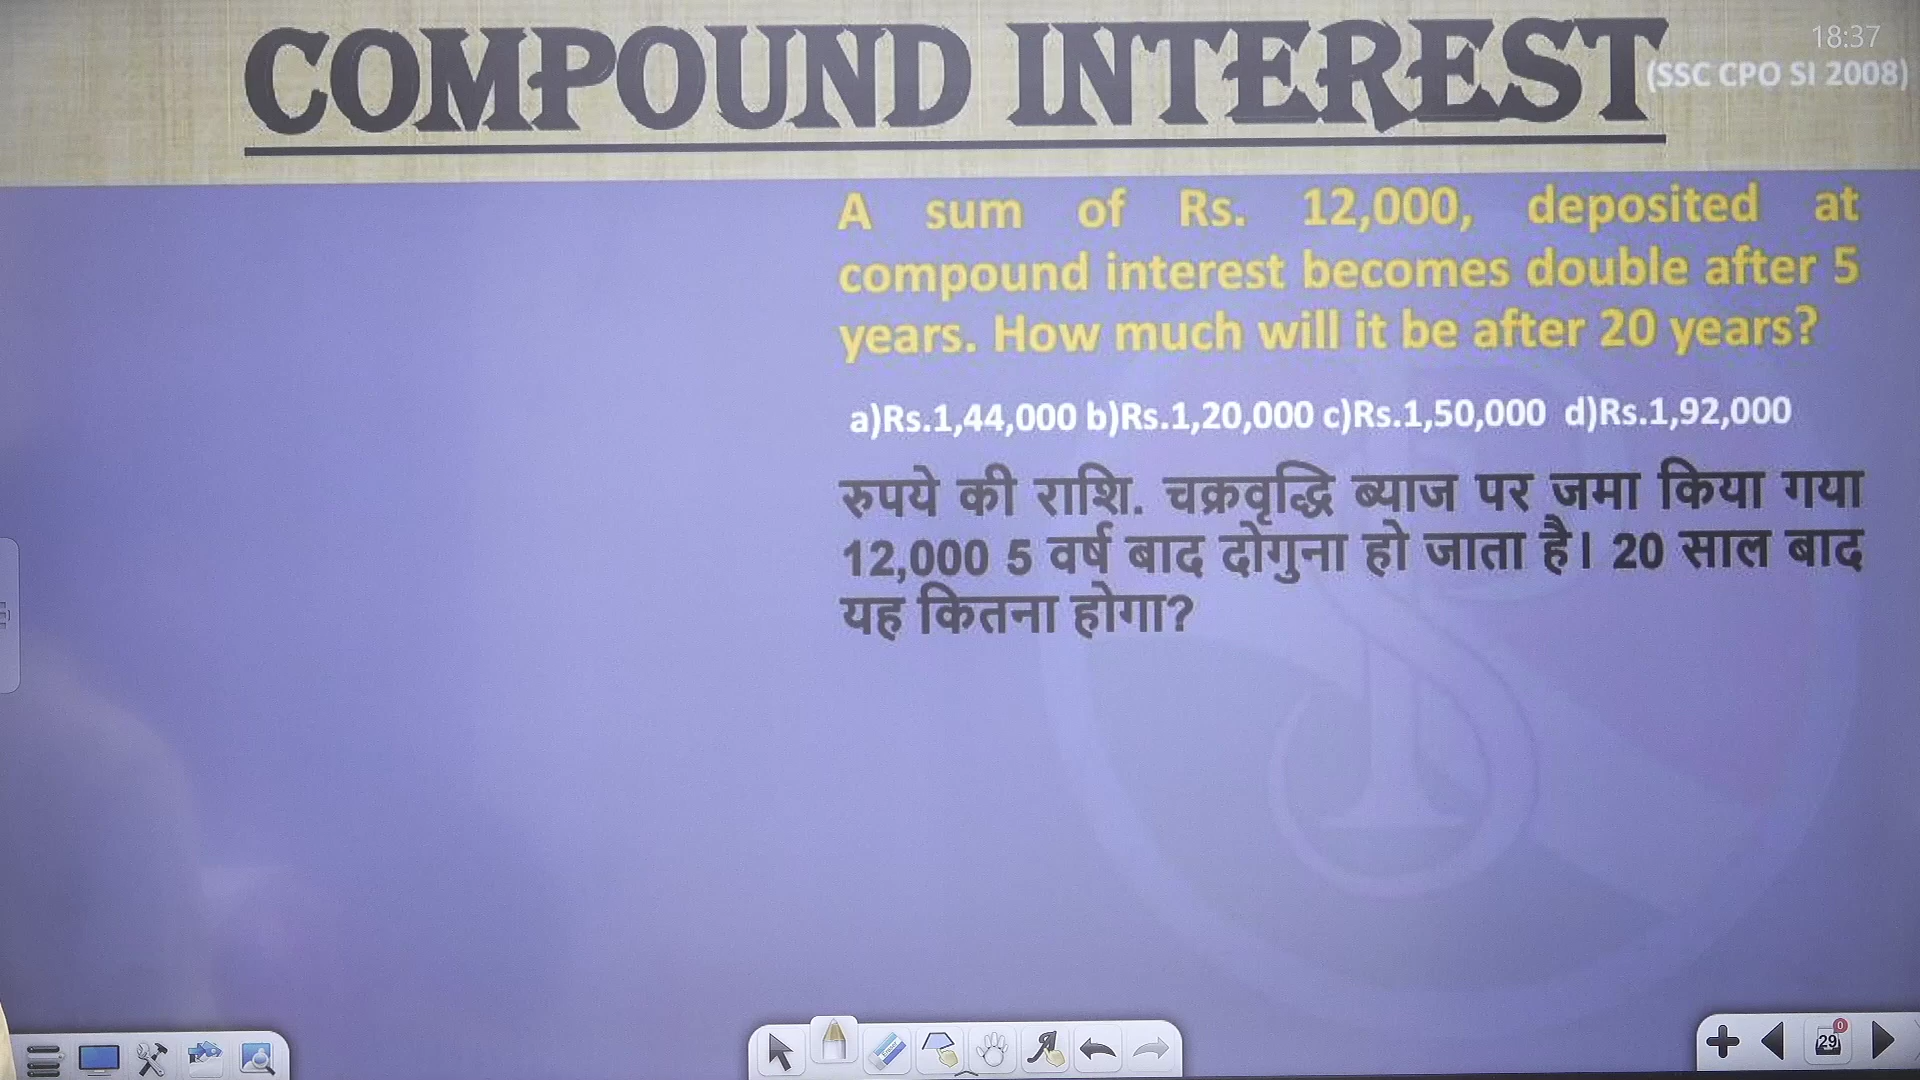 COMPOUND INTEREST
18:37
(SSC CPO SI 2008)
A sum of Rs. 12,000, deposited at
compound interest becomes double after 5
years. How much will it be after 20 years?
a)Rs.1,44,000 b)Rs.1,20,000 c)Rs.1,50,000 d)Rs.1,92,000
रुपये की राशि. चक्रवृद्धि ब्याज पर जमा किया गया
12,000 5 वर्ष बाद दोगुना हो जाता है। 20 साल बाद
यह कितना होगा?
0
29